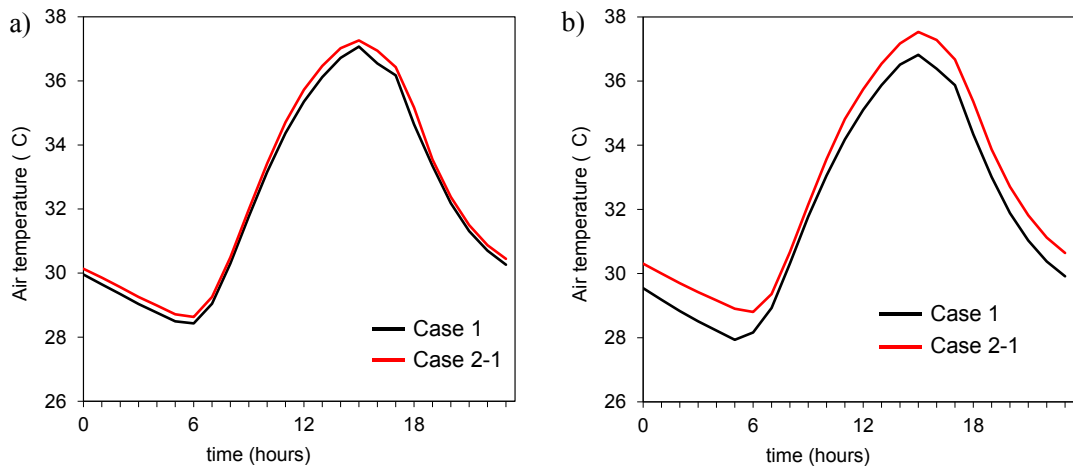 a)
Air temperature ( C)
38
36
34
32
30
28
26
0
6
12
18
time (hours)
Case 1
Case 2-1
b)
Air temperature ( C)
38
36
34
32
30
28
26
0
6
12
18
time (hours)
Case 1
Case 2-1